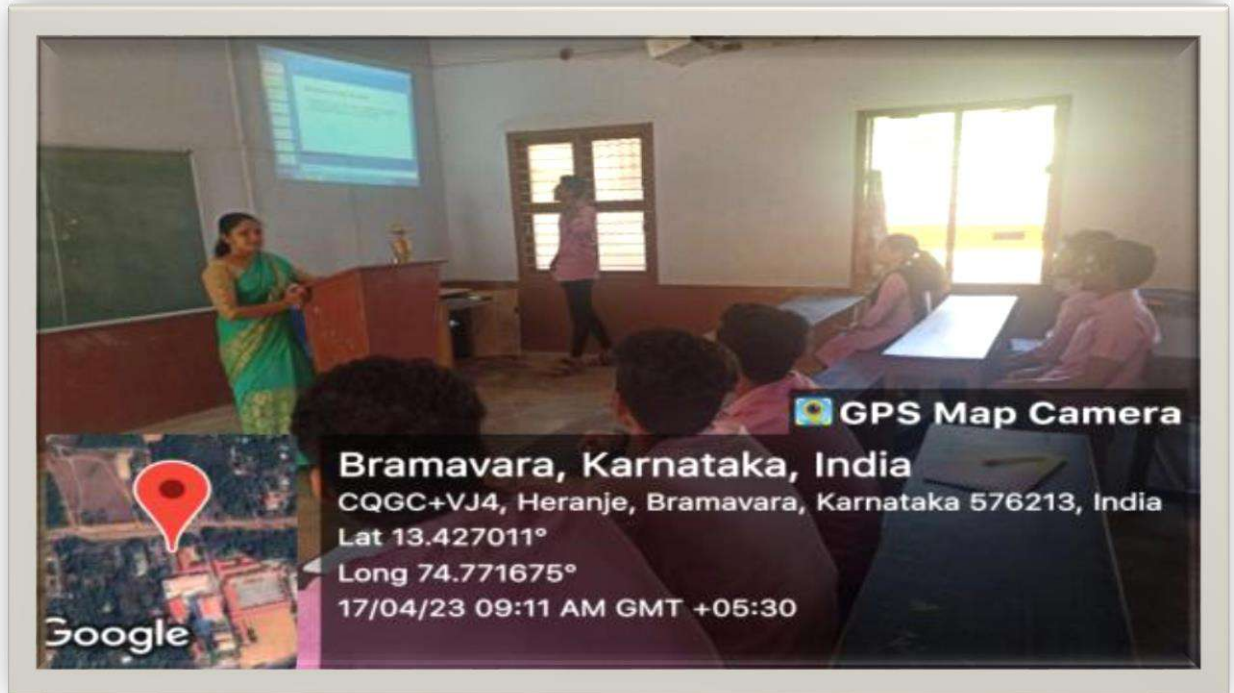 GPS Map Camera
Bramavara, Karnataka, India
CQGC+VJ4, Heranje, Bramavara, Karnataka 576213, India
Lat 13.427011°
Long 74.771675°
17/04/23 09:11 AM GMT +05:30
Google